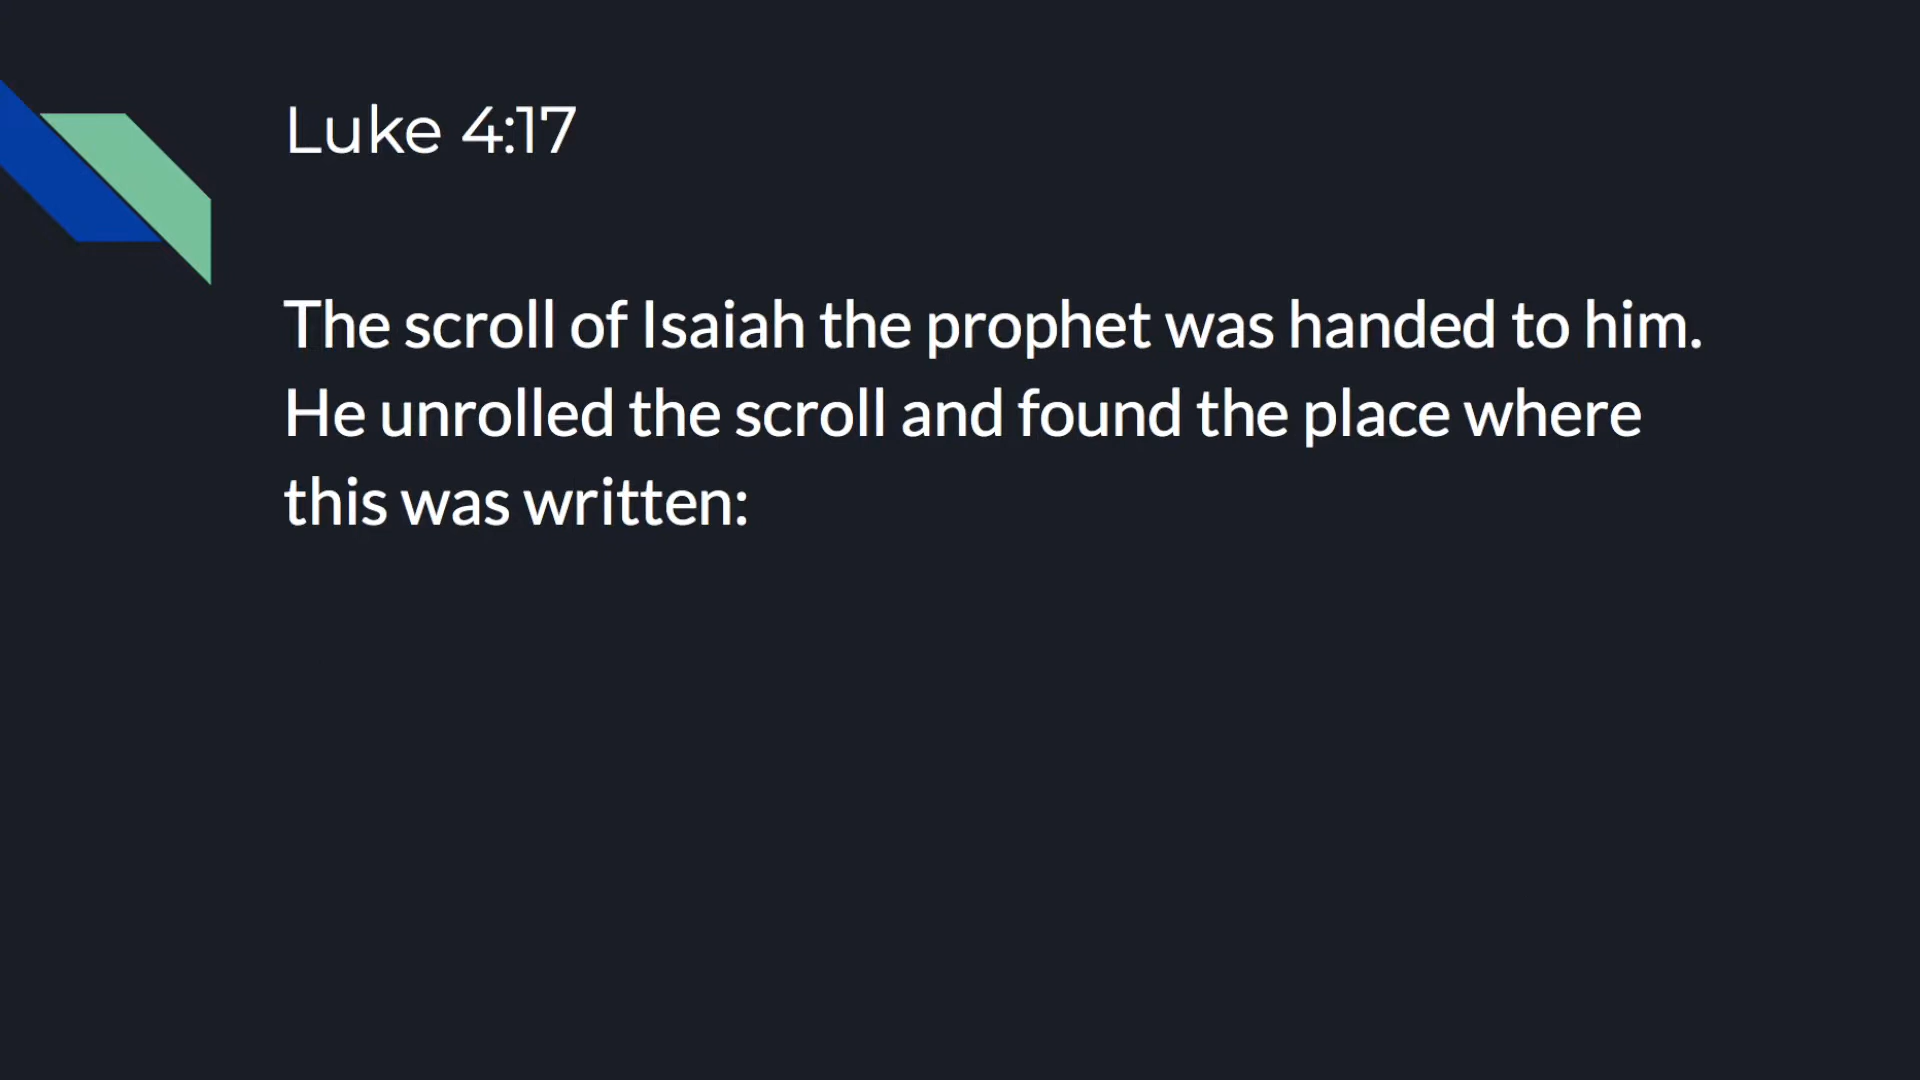 Luke 4:17
The scroll of Isaiah the prophet was handed to him.
He unrolled the scroll and found the place where
this was written: